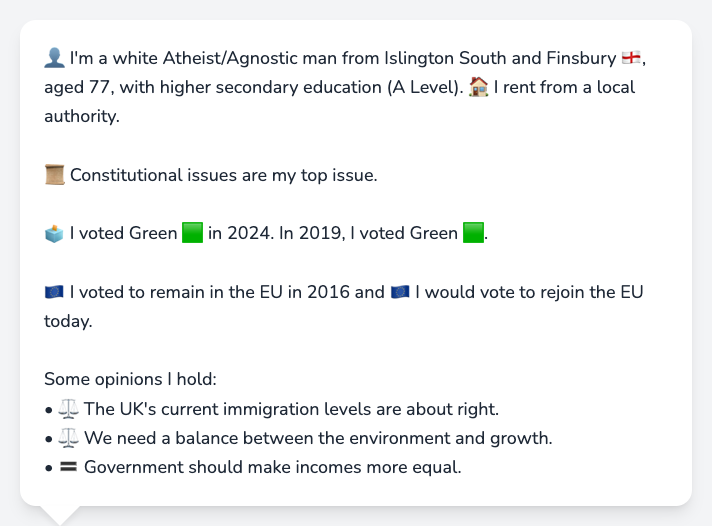 👤 I'm a white Atheist/Agnostic man from Islington South and Finsbury 🏴󠁧󠁢󠁥󠁮󠁧󠁿,
aged 77, with higher secondary education (A Level). 🏠 I rent from a local
authority.
📜 Constitutional issues are my top issue.
🗳️ I voted Green 🟩 in 2024. In 2019, I voted Green 🟩.
🇪🇺 I voted to remain in the EU in 2016 and 🇪🇺 I would vote to rejoin the EU
today.
Some opinions I hold:
• ⚖️ The UK's current immigration levels are about right.
• ⚖️ We need a balance between the environment and growth.
• 🟰 Government should make incomes more equal.